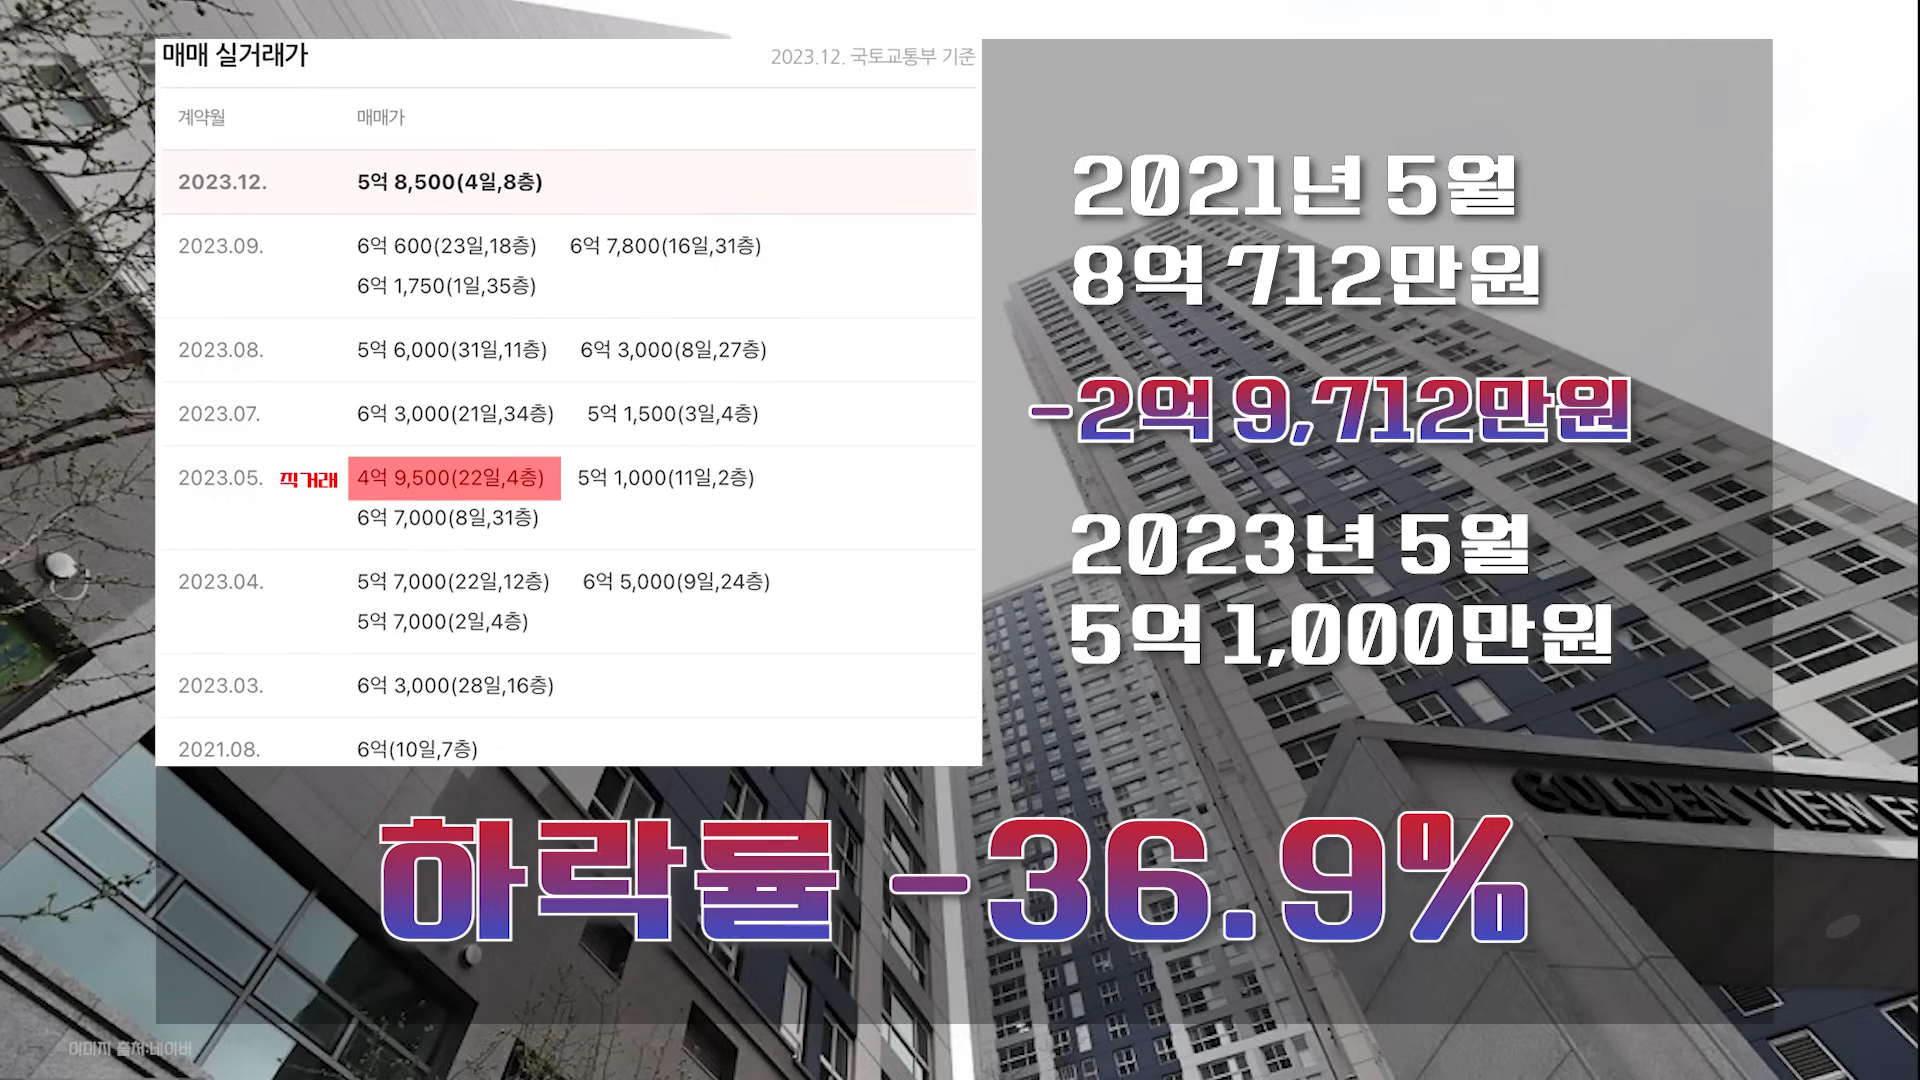 매매 실거래가
2023.12. 국토교통부 기준
계약월 매매가
2023.12. 5억 8,500(4일,8층)
2023.09. 6억 600(23일,18층) 6억 7,800(16일,31층)
6억 1,750(1일,35층)
2023.08. 5억 6,000(31일,11층) 6억 3,000(8일,27층)
2023.07. 6억 3,000(21일,34층) 5억 1,500(3일,4층)
2023.05. 직거래 4억 9,500(22일,4층) 5억 1,000(11일,2층)
6억 7,000(8일,31층)
2023.04. 5억 7,000(22일,12층) 6억 5,000(9일,24층)
5억 7,000(2일,4층)
2023.03. 6억 3,000(28일,16층)
2021.08. 6억(10일,7층)
2021년 5월
8억 712만원
-2억 9,712만원
2023년 5월
5억 1,000만원
하락률 -36.9%
GOLDEN VIEW
이미지 출처:네이버